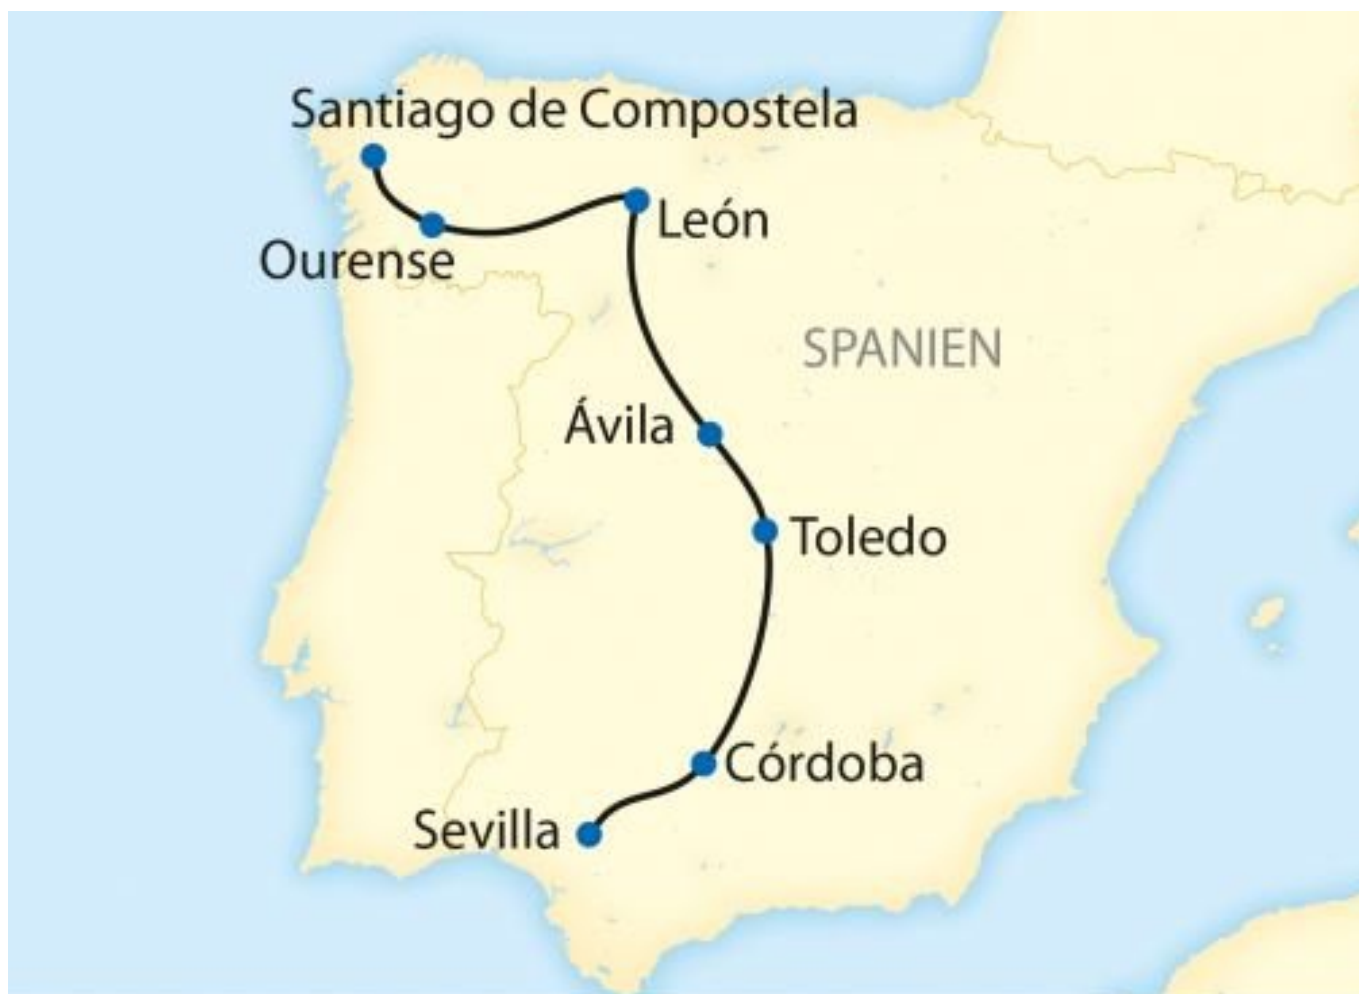 Santiago de Compostela
León
Ourense
SPANIEN
Ávila
Toledo
Córdoba
Sevilla